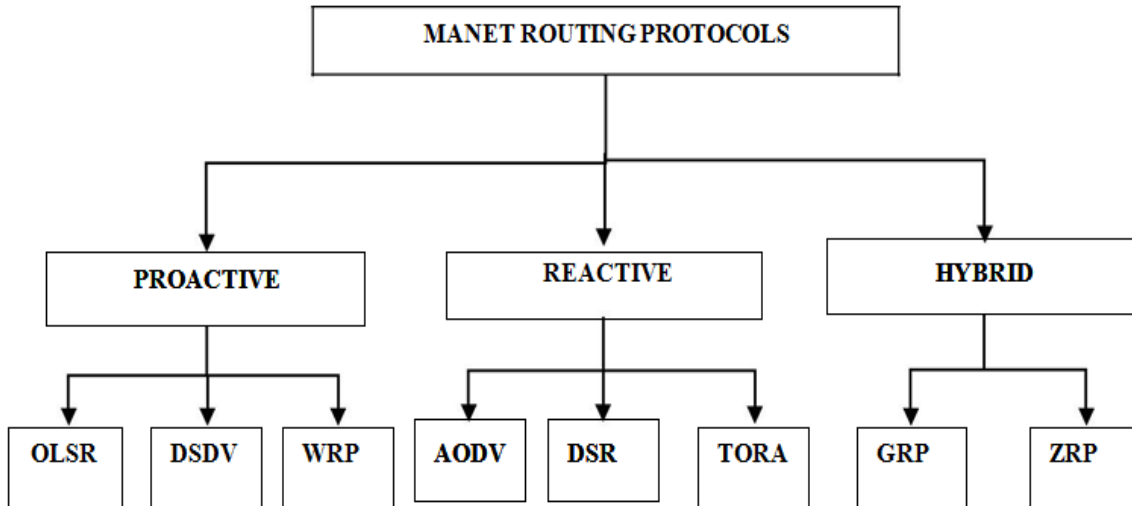 MANET ROUTING PROTOCOLS
PROACTIVE
REACTIVE
HYBRID
OLSR
DSDV
WRP
AODV
DSR
TORA
GRP
ZRP